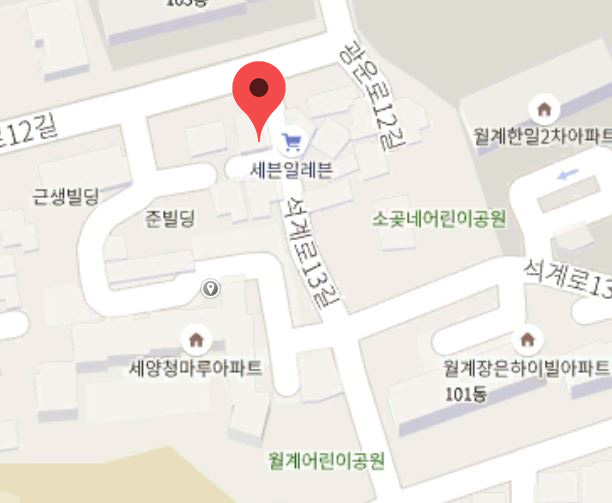 103동
광운로12길
로12길
월계한일2차아파트
세븐일레븐
근생빌딩
준빌딩
소곶네어린이공원
석계로13길
석계로13
세양청마루아파트
월계장은하이빌아파트
101동
월계어린이공원